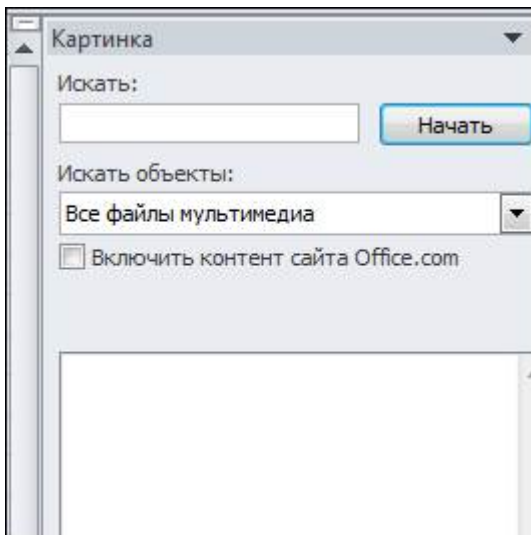 Картинка
Искать:
Начать
Искать объекты:
Все файлы мультимедиа
Включить контент сайта Office.com